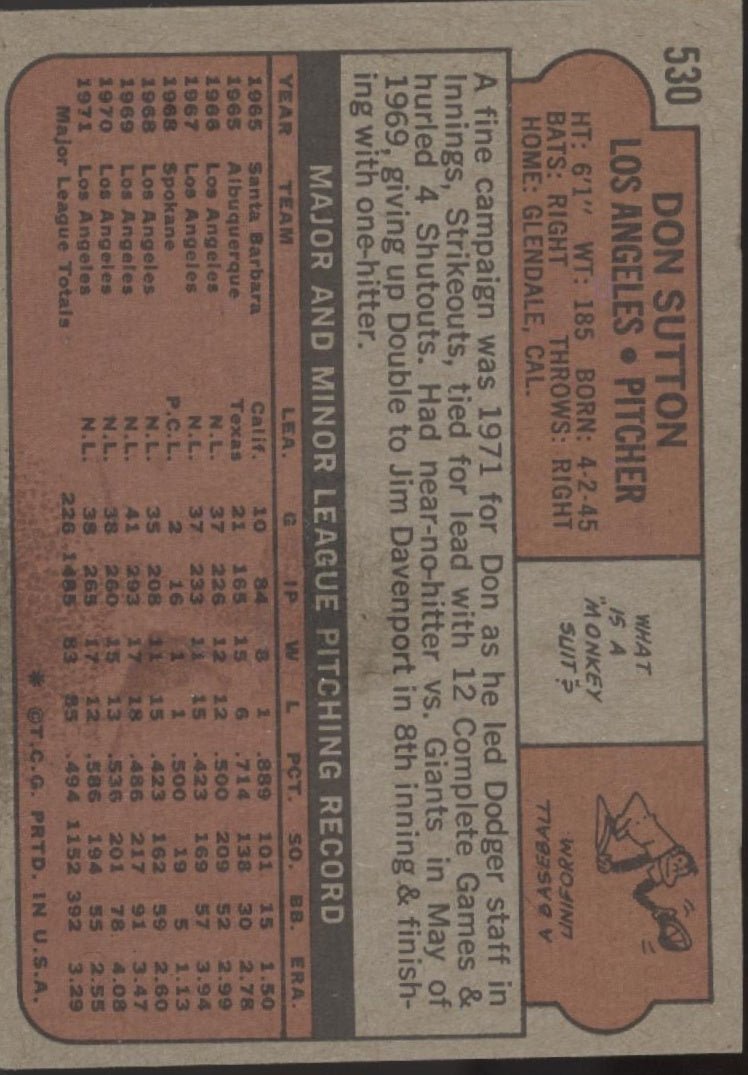 530
DON SUTTON
LOS ANGELES • PITCHER
HT: 6'1" WT: 185 BORN: 4-2-45
BATS: RIGHT THROWS: RIGHT
HOME: GLENDALE, CAL.
WHAT
IS A
"MONKEY
SUIT"?
A BASEBALL
UNIFORM
A fine campaign was 1971 for Don as he led Dodger staff in
Innings, Strikeouts, tied for lead with 12 Complete Games &
hurled 4 Shutouts. Had near-no-hitter vs. Giants in May of
1969, giving up Double to Jim Davenport in 8th inning & finish-
ing with one-hitter.
MAJOR AND MINOR LEAGUE PITCHING RECORD
YEAR TEAM LEA. G IP W L PCT. SO. BB. ERA.
1965 Santa Barbara Calif. 10 84 8 1 .889 101 15 1.50
1965 Albuquerque Texas 21 165 15 6 .714 138 30 2.78
1966 Los Angeles N.L. 37 226 12 12 .500 209 52 2.99
1967 Los Angeles N.L. 37 233 11 15 .423 169 57 3.94
1968 Spokane P.C.L. 2 16 1 1 .500 19 5 1.13
1968 Los Angeles N.L. 35 208 11 15 .423 162 59 2.60
1969 Los Angeles N.L. 41 293 17 18 .486 217 91 3.47
1970 Los Angeles N.L. 38 260 15 13 .536 201 78 4.08
1971 Los Angeles N.L. 38 265 17 12 .586 194 55 2.55
Major League Totals 226 1485 83 85 .494 1152 392 3.29
* ©T.C.G. PRTD. IN U.S.A.